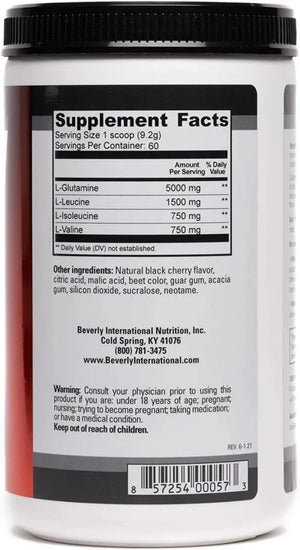 Supplement Facts
Serving Size 1 scoop (9.2g)
Servings Per Container: 60
Amount Per Serving % Daily Value
L-Glutamine 5000 mg **
L-Leucine 1500 mg **
L-Isoleucine 750 mg **
L-Valine 750 mg **
** Daily Value (DV) not established.
Other ingredients: Natural black cherry flavor,
citric acid, malic acid, beet color, guar gum, acacia
gum, silicon dioxide, sucralose, neotame.
Beverly International Nutrition, Inc.
Cold Spring, KY 41076
(800) 781-3475
www.BeverlyInternational.com
Warning: Consult your physician prior to using this
product if you are: under 18 years of age; pregnant;
nursing; trying to become pregnant; taking medication;
or have a medical condition.
Keep out of reach of children.
REV. 6-1.21
8 57254 00057 3